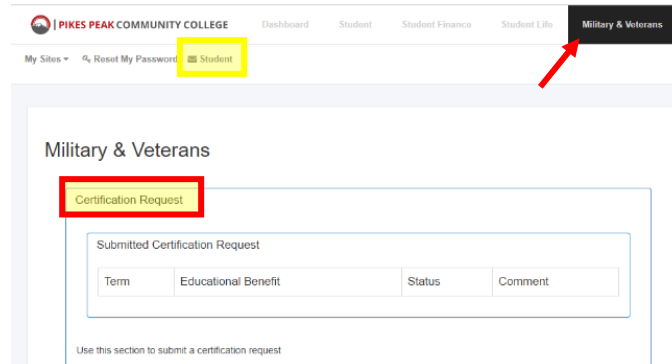 PIKES PEAK COMMUNITY COLLEGE Dashboard Student Student Finance Student Life Military & Veterans
My Sites Reset My Password Student
Military & Veterans
Certification Request
Submitted Certification Request
Term Educational Benefit Status Comment
Use this section to submit a certification request